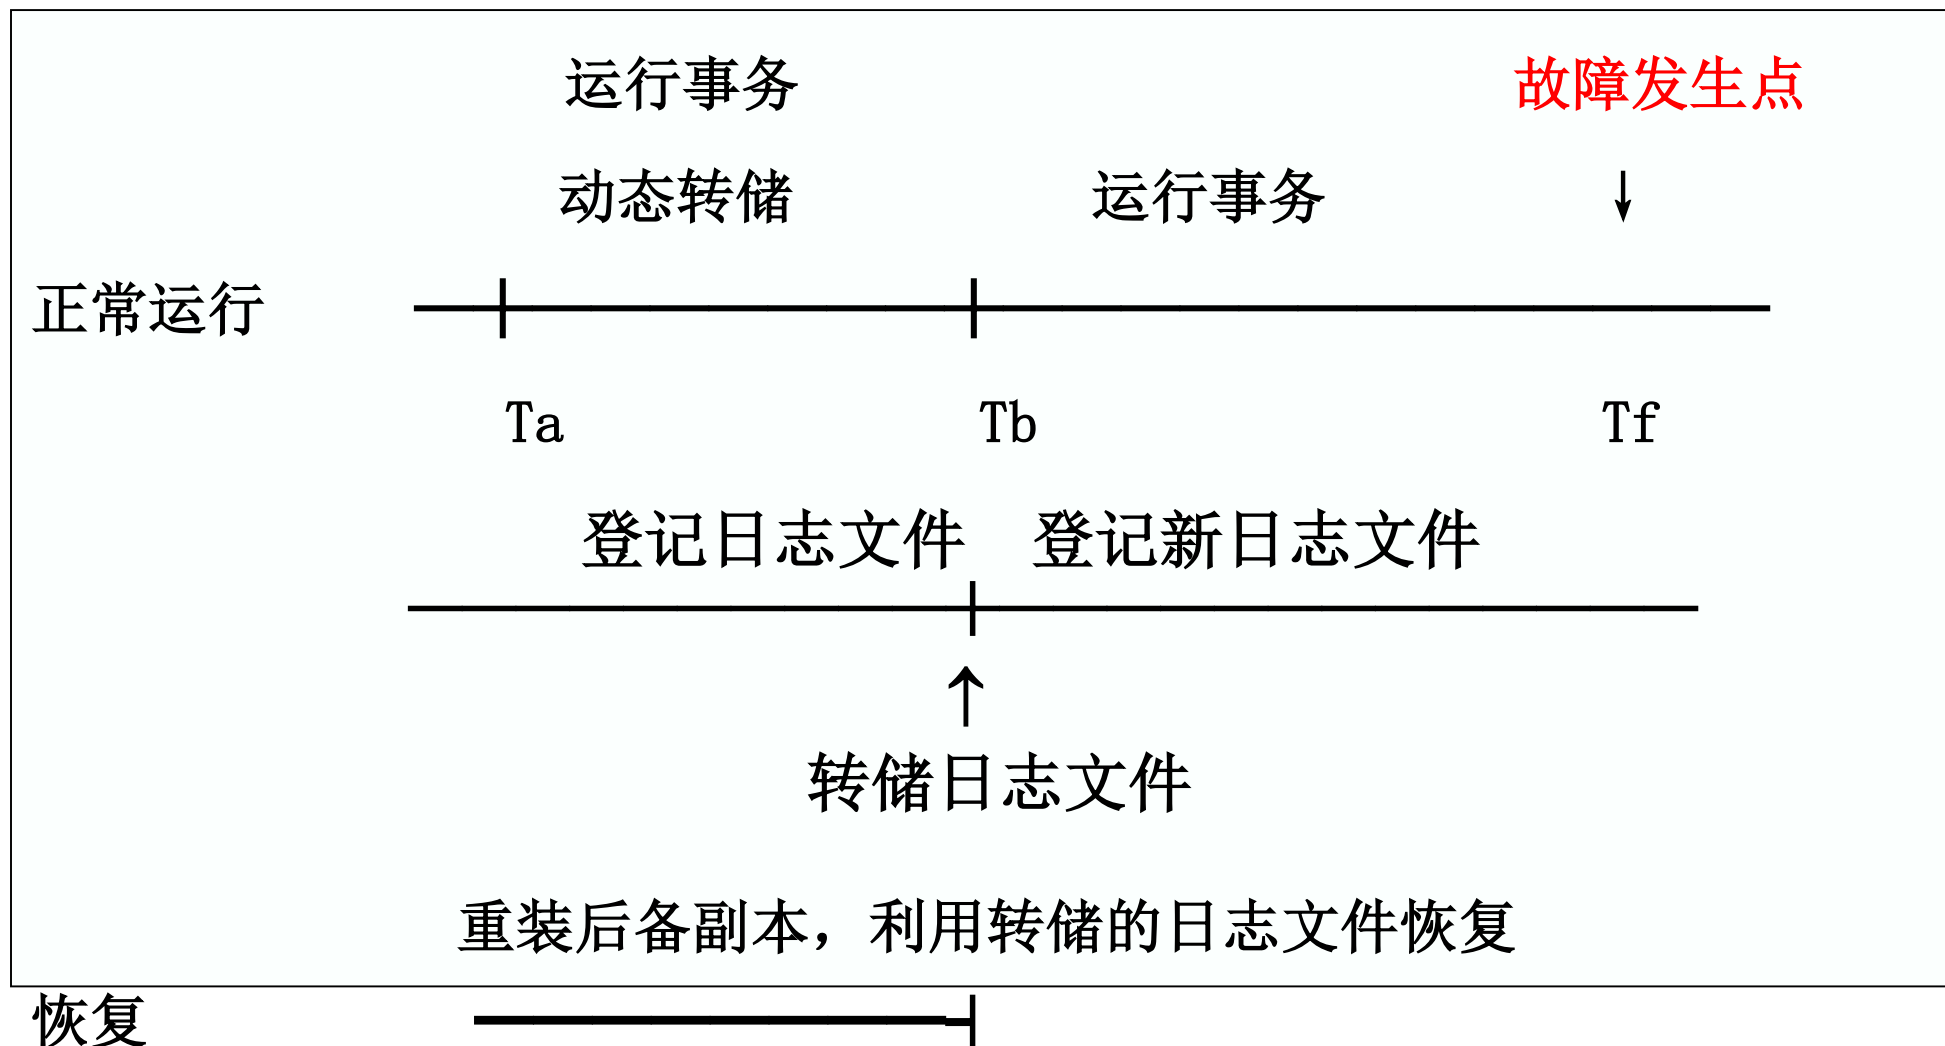 运行事务 故障发生点
动态转储 运行事务 ↓
正常运行
Ta Tb Tf
登记日志文件 登记新日志文件
↑
转储日志文件
重装后备副本，利用转储的日志文件恢复
恢复